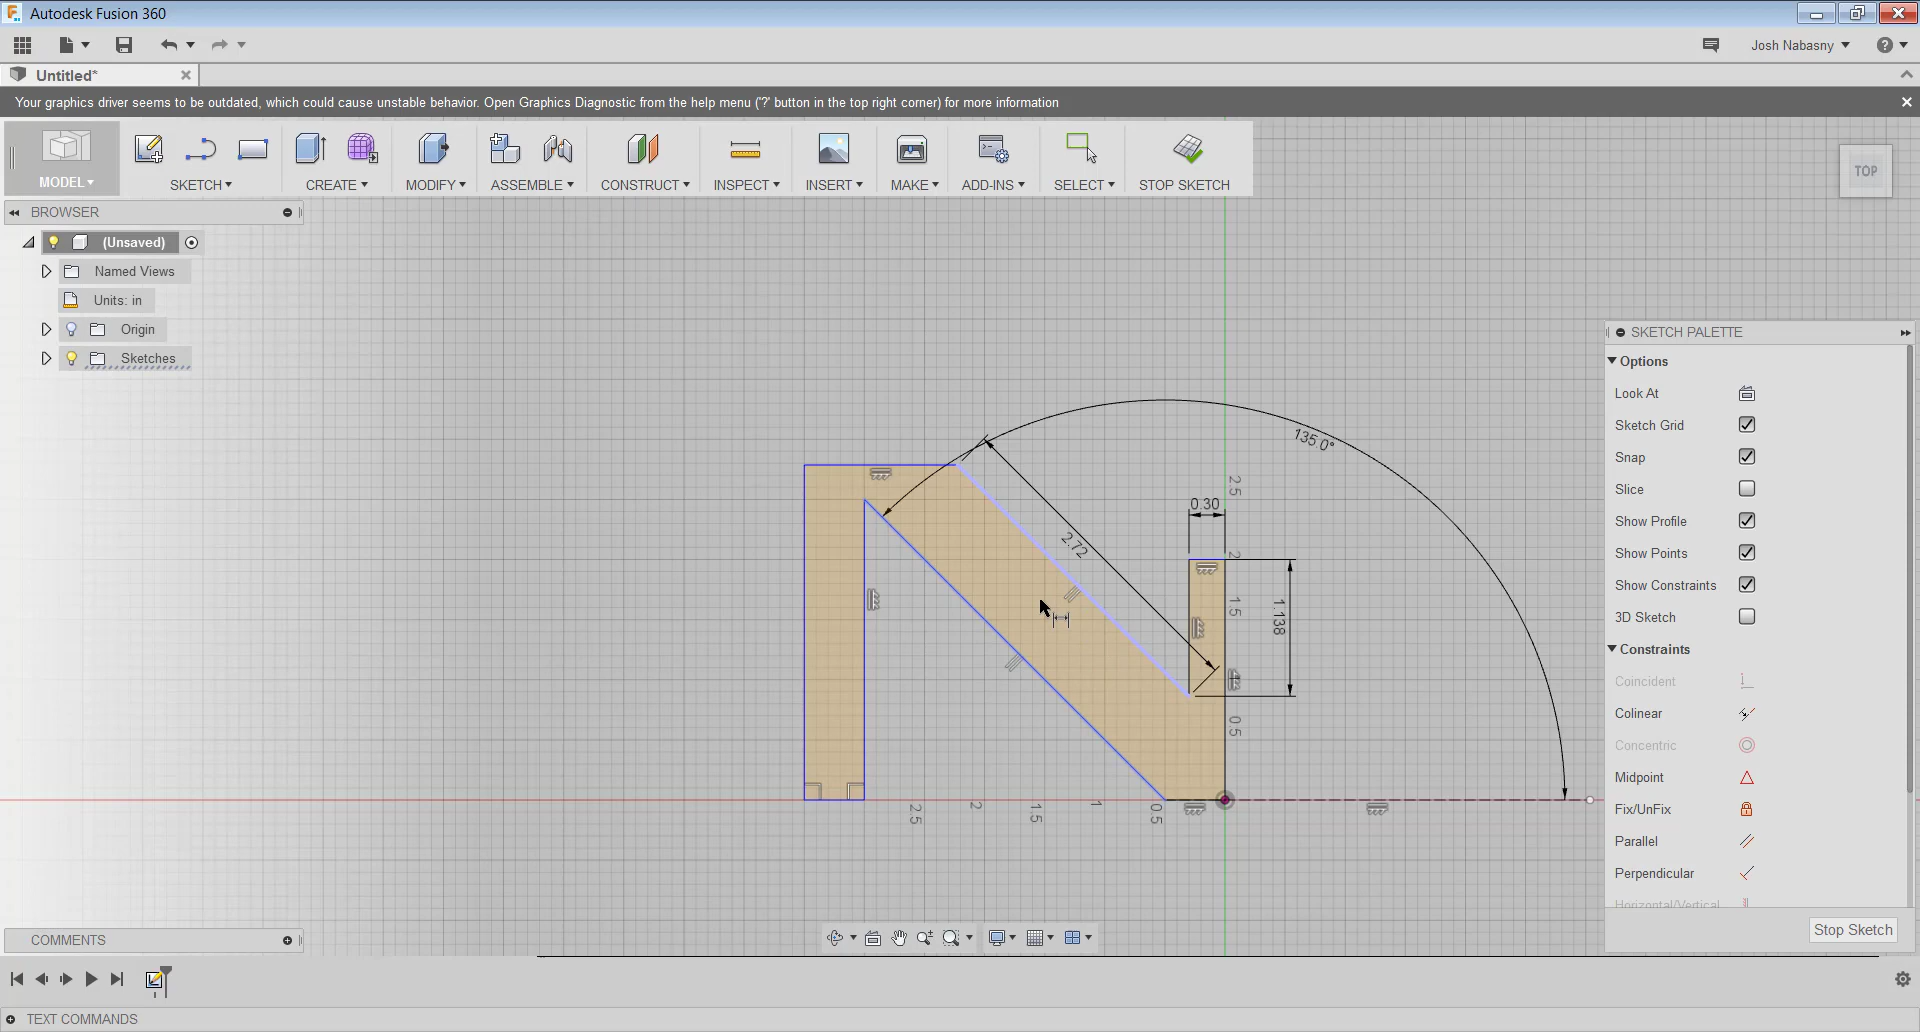 Autodesk Fusion 360
Josh Nabasny
Untitled*
Your graphics driver seems to be outdated, which could cause unstable behavior. Open Graphics Diagnostic from the help menu ('?' button in the top right corner) for more information
MODEL
SKETCH
CREATE
MODIFY
ASSEMBLE
CONSTRUCT
INSPECT
INSERT
MAKE
ADD-INS
SELECT
STOP SKETCH
TOP
BROWSER
(Unsaved)
Named Views
Units: in
Origin
Sketches
135.0°
2.72
0.30
1.138
2.5
2
1.5
1
0.5
2.5
2
1.5
1
0.5
SKETCH PALETTE
Options
Look At
Sketch Grid
Snap
Slice
Show Profile
Show Points
Show Constraints
3D Sketch
Constraints
Coincident
Colinear
Concentric
Midpoint
Fix/UnFix
Parallel
Perpendicular
Horizontal/Vertical
Stop Sketch
COMMENTS
TEXT COMMANDS